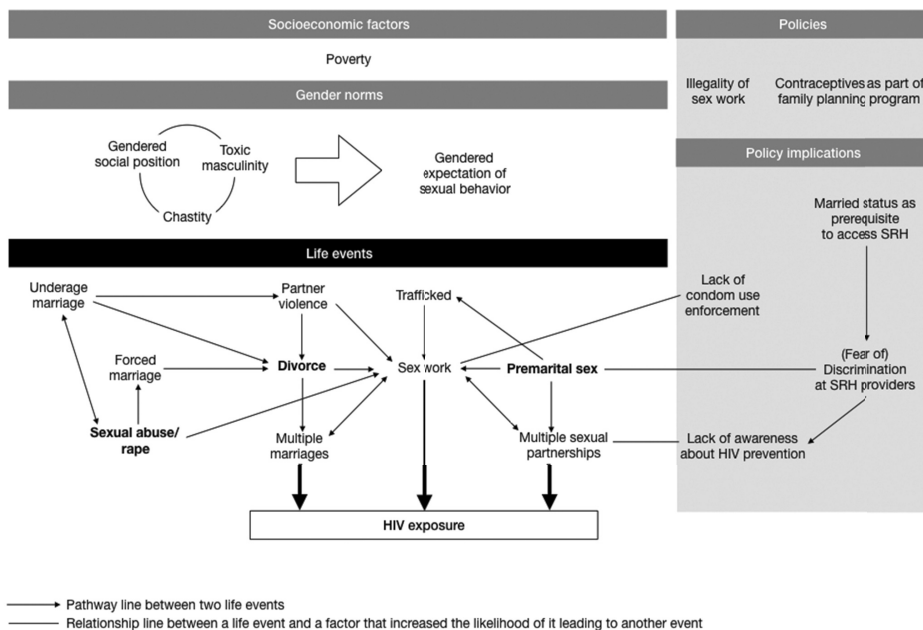 Socioeconomic factors
Poverty
Gender norms
Gendered
social position
Toxic
masculinity
Chastity
Gendered
expectation of
sexual behavior
Policies
Illegality of
sex work
Contraceptives as part of
family planning program
Policy implications
Married status as
prerequisite
to access SRH
Lack of
condom use
enforcement
(Fear of)
Discrimination
at SRH providers
Lack of awareness
about HIV prevention
Life events
Underage
marriage
Partner
violence
Trafficked
Forced
marriage
Divorce
Sex work
Premarital sex
Sexual abuse/
rape
Multiple
marriages
Multiple sexual
partnerships
HIV exposure
Pathway line between two life events
Relationship line between a life event and a factor that increased the likelihood of it leading to another event